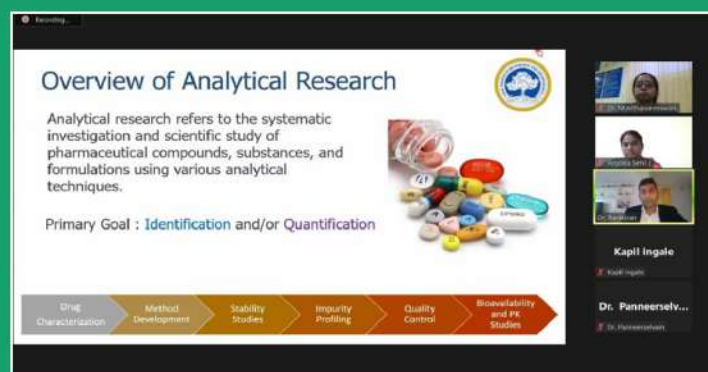 Recording...
Overview of Analytical Research
Analytical research refers to the systematic
investigation and scientific study of
pharmaceutical compounds, substances, and
formulations using various analytical
techniques.
Primary Goal : Identification and/or Quantification
Drug
Characterization
Method
Development
Stability
Studies
Impurity
Profiling
Quality
Control
Bioavailability
and PK
Studies
Dr.
Dr.
Kapil Ingale
Kapil Ingale
Dr. Panneerselv...
Dr. Panneerselvam